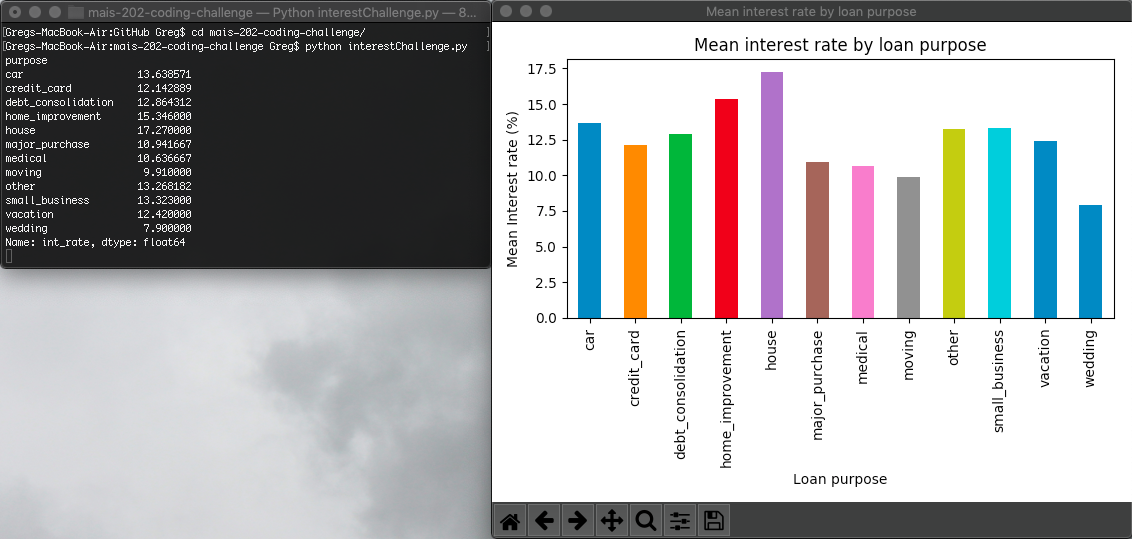 mais-202-coding-challenge — Python interestChallenge.py — 8...
[Gregs-MacBook-Air:GitHub Greg$ cd mais-202-coding-challenge/ ]
[Gregs-MacBook-Air:mais-202-coding-challenge Greg$ python interestChallenge.py ]
purpose
car 13.638571
credit_card 12.142889
debt_consolidation 12.864312
home_improvement 15.346000
house 17.270000
major_purchase 10.941667
medical 10.636667
moving 9.910000
other 13.268182
small_business 13.323000
vacation 12.420000
wedding 7.900000
Name: int_rate, dtype: float64
Mean interest rate by loan purpose
Mean interest rate by loan purpose
Mean Interest rate (%)
17.5
15.0
12.5
10.0
7.5
5.0
2.5
0.0
car
credit_card
debt_consolidation
home_improvement
house
major_purchase
medical
moving
other
small_business
vacation
wedding
Loan purpose